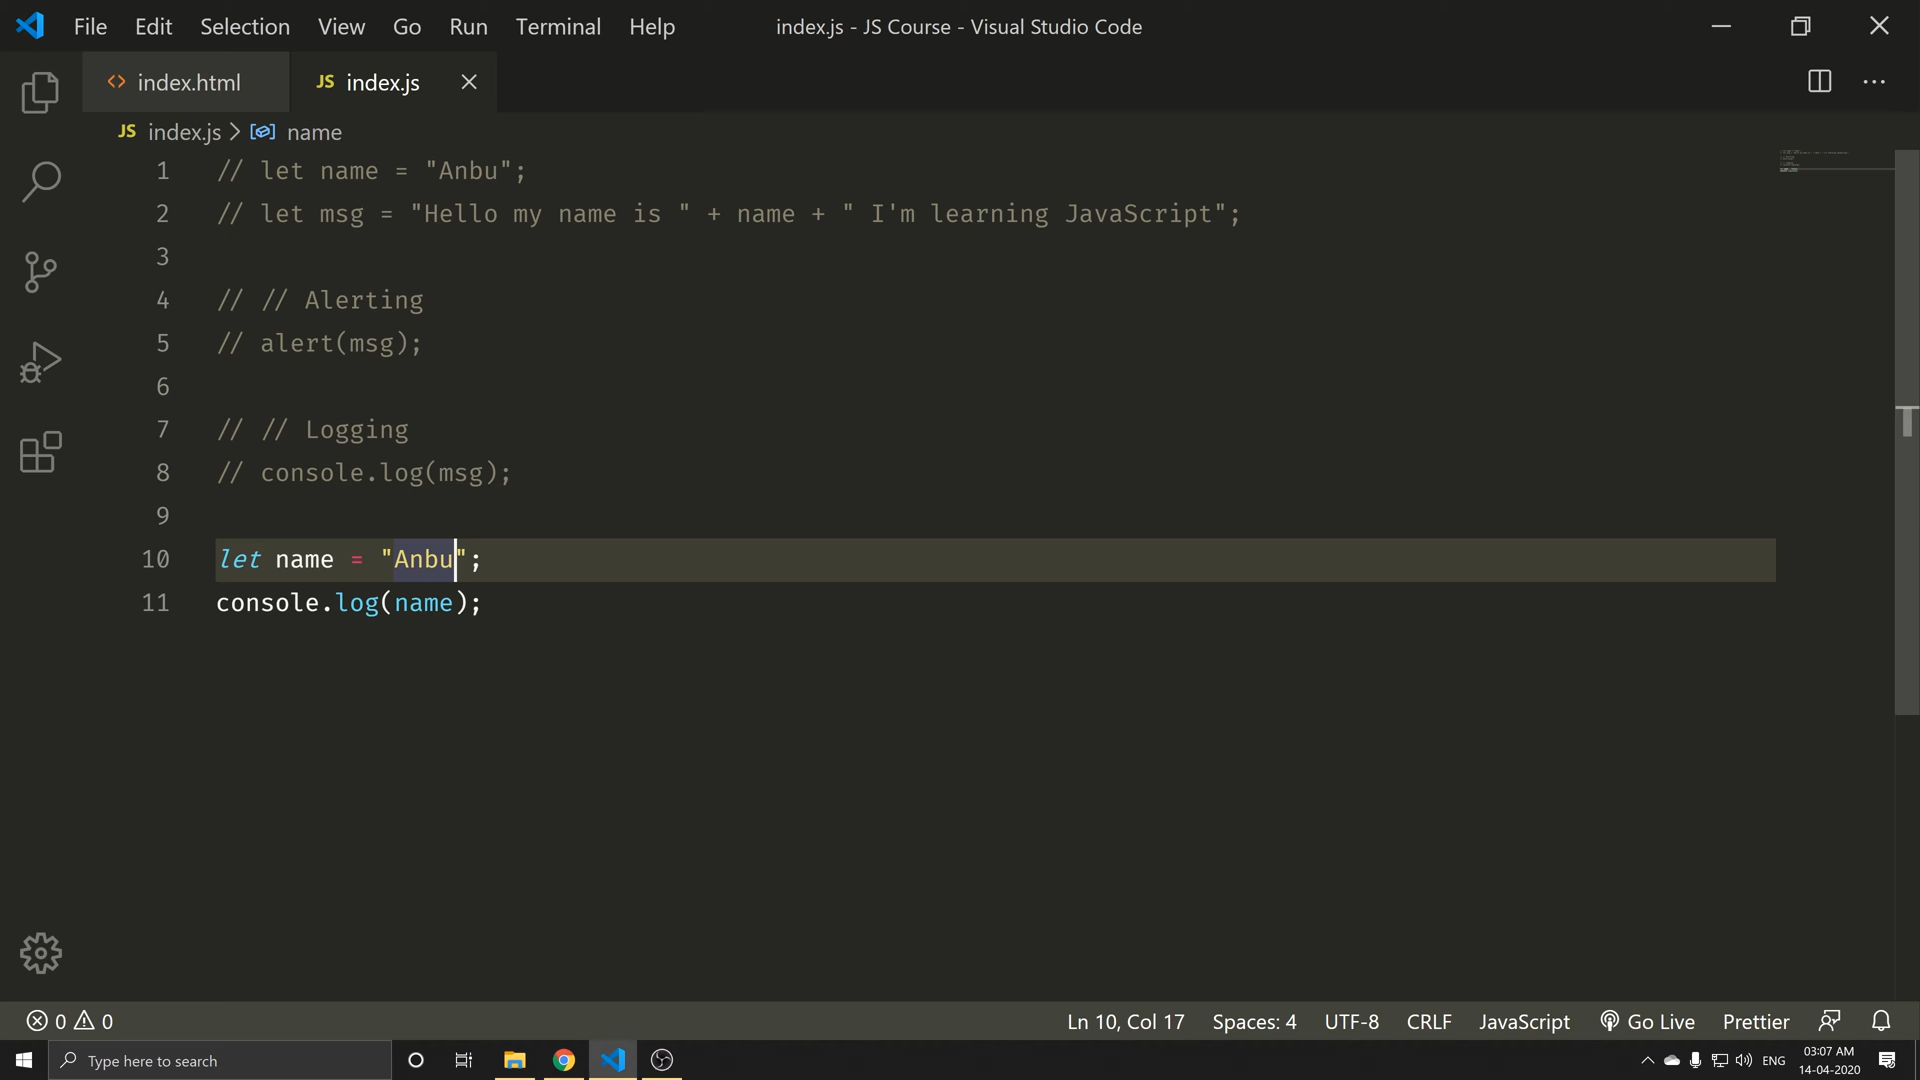 File Edit Selection View Go Run Terminal Help index.js - JS Course - Visual Studio Code
<> index.html JS index.js
JS index.js > name
1 // let name = "Anbu";
2 // let msg = "Hello my name is " + name + " I'm learning JavaScript";
3
4 // // Alerting
5 // alert(msg);
6
7 // // Logging
8 // console.log(msg);
9
10 let name = "Anbu";
11 console.log(name);
0 0 Ln 10, Col 17 Spaces: 4 UTF-8 CRLF JavaScript Go Live Prettier
Type here to search ENG 03:07 AM
14-04-2020